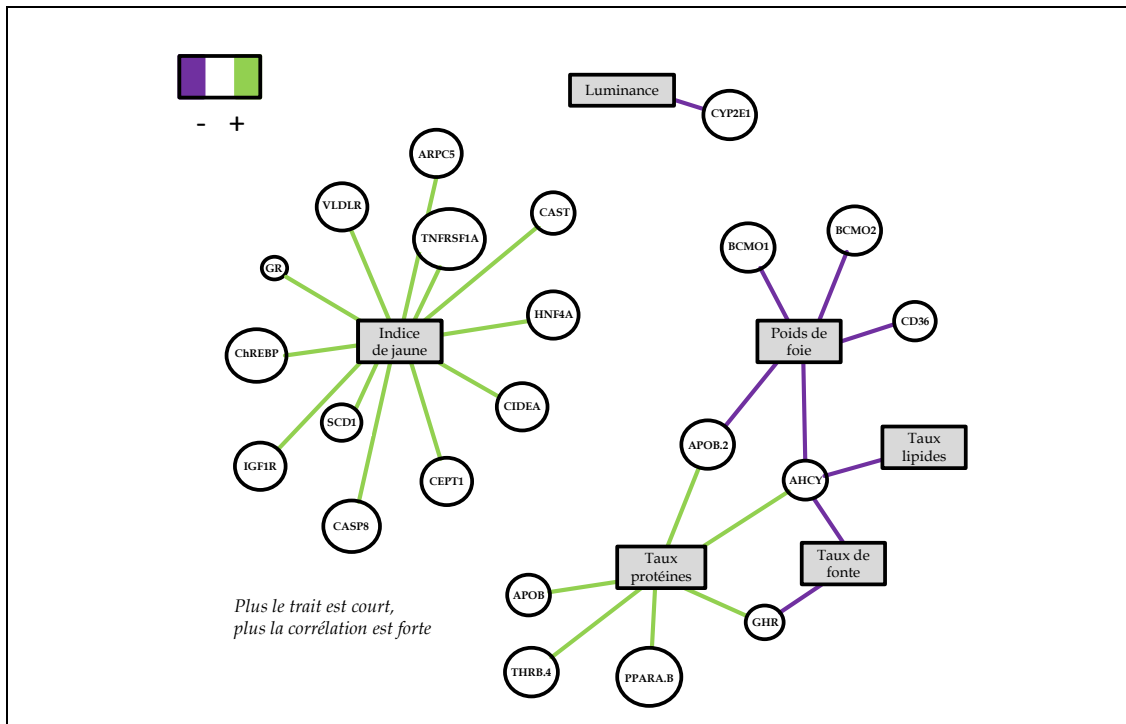 - +
Luminance
CYP2E1
ARPC5
VLDLR
CAST
TNFRSF1A
BCMO1
BCMO2
GR
HNF4A
CD36
Indice
de jaune
Poids de
foie
ChREBP
CIDEA
SCD1
APOB.2
Taux
lipides
IGF1R
CEPT1
AHCY
CASP8
Taux
protéines
Taux de
fonte
APOB
GHR
Plus le trait est court,
plus la corrélation est forte
THRB.4
PPARA.B